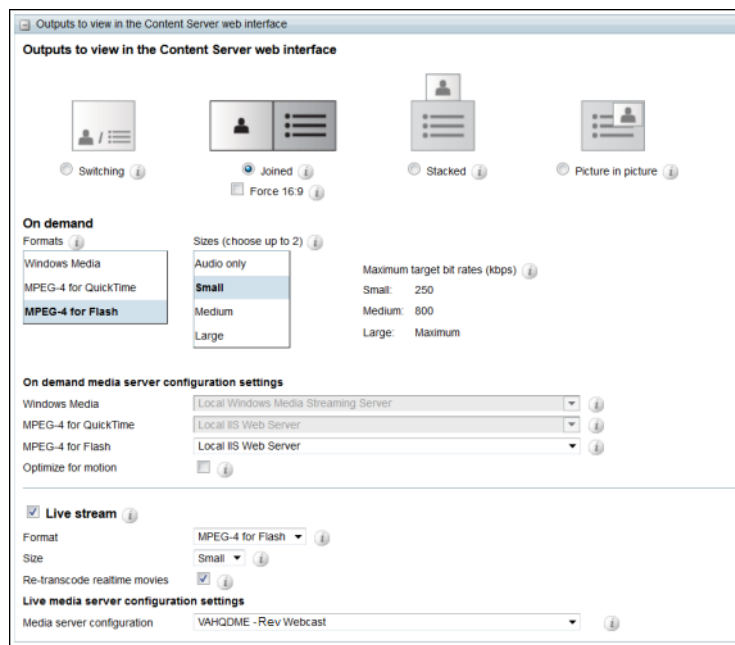 Outputs to view in the Content Server web interface
Outputs to view in the Content Server web interface
Switching Joined Stacked Picture in picture
Force 16:9
On demand
Formats Sizes (choose up to 2)
Windows Media Audio only
Maximum target bit rates (kbps)
MPEG-4 for QuickTime Small
Small: 250
MPEG-4 for Flash Medium
Medium: 800
Large
Large: Maximum
On demand media server configuration settings
Windows Media Local Windows Media Streaming Server
MPEG-4 for QuickTime Local IIS Web Server
MPEG-4 for Flash Local IIS Web Server
Optimize for motion
Live stream
Format MPEG-4 for Flash
Size Small
Re-transcode realtime movies
Live media server configuration settings
Media server configuration VAHQDME - Rev Webcast